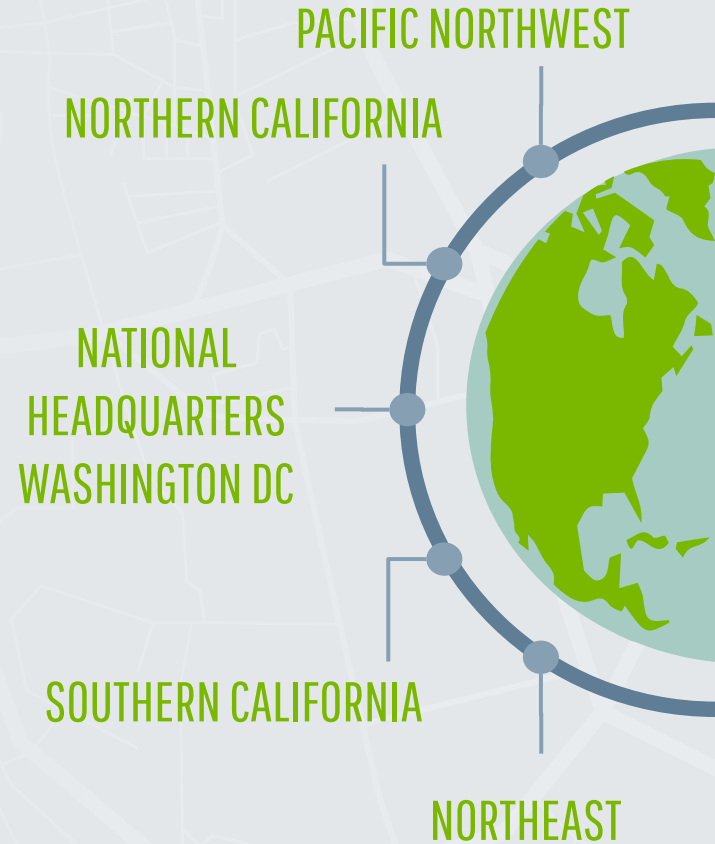 PACIFIC NORTHWEST
NORTHERN CALIFORNIA
NATIONAL
HEADQUARTERS
WASHINGTON DC
SOUTHERN CALIFORNIA
NORTHEAST